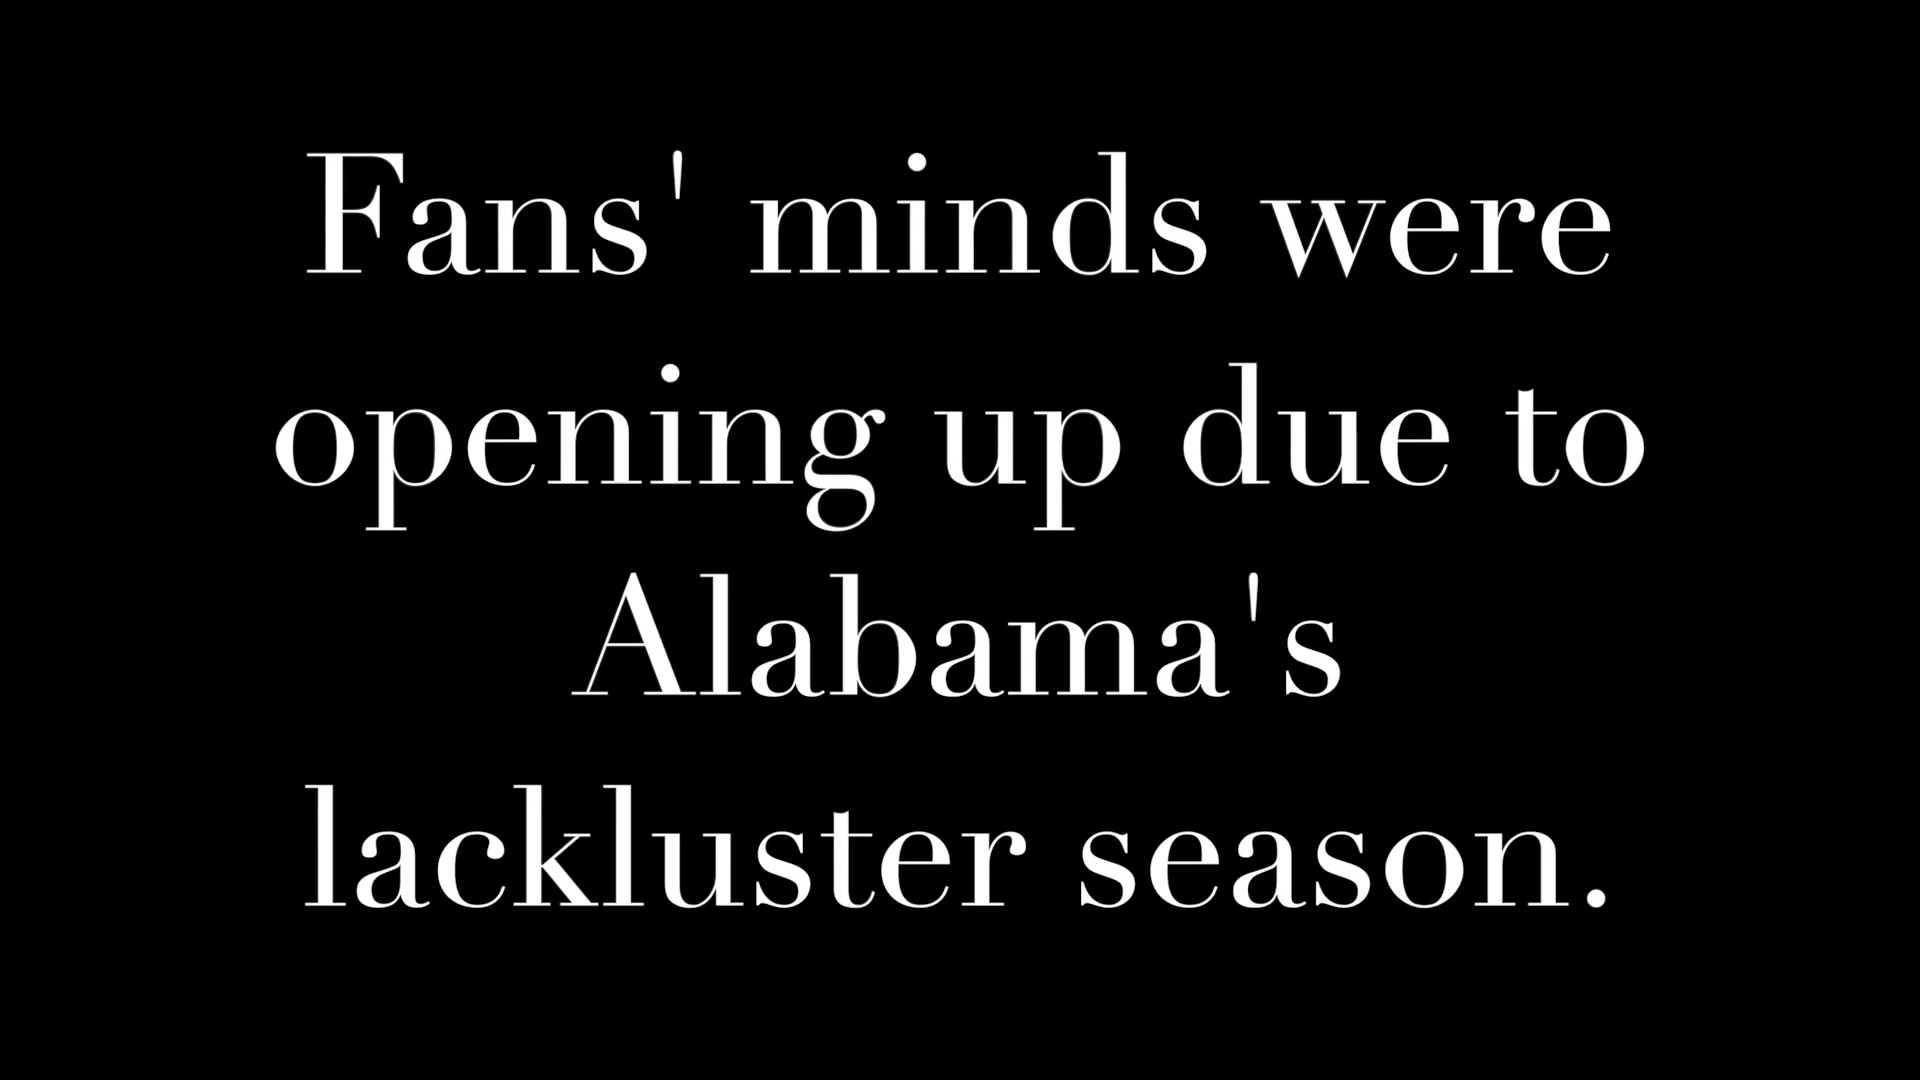 Fans' minds were
opening up due to
Alabama's
lackluster season.